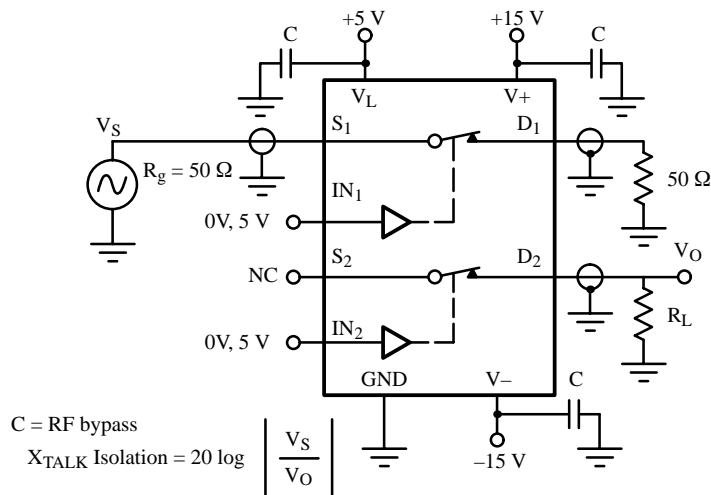 +5 V
+15 V
C
C
V_L
V+
V_S
S_1
D_1
R_g = 50 Ω
50 Ω
IN_1
0V, 5 V
S_2
D_2
V_O
NC
IN_2
R_L
0V, 5 V
GND
V–
C
C = RF bypass
X_TALK Isolation = 20 log | V_S / V_O |
–15 V